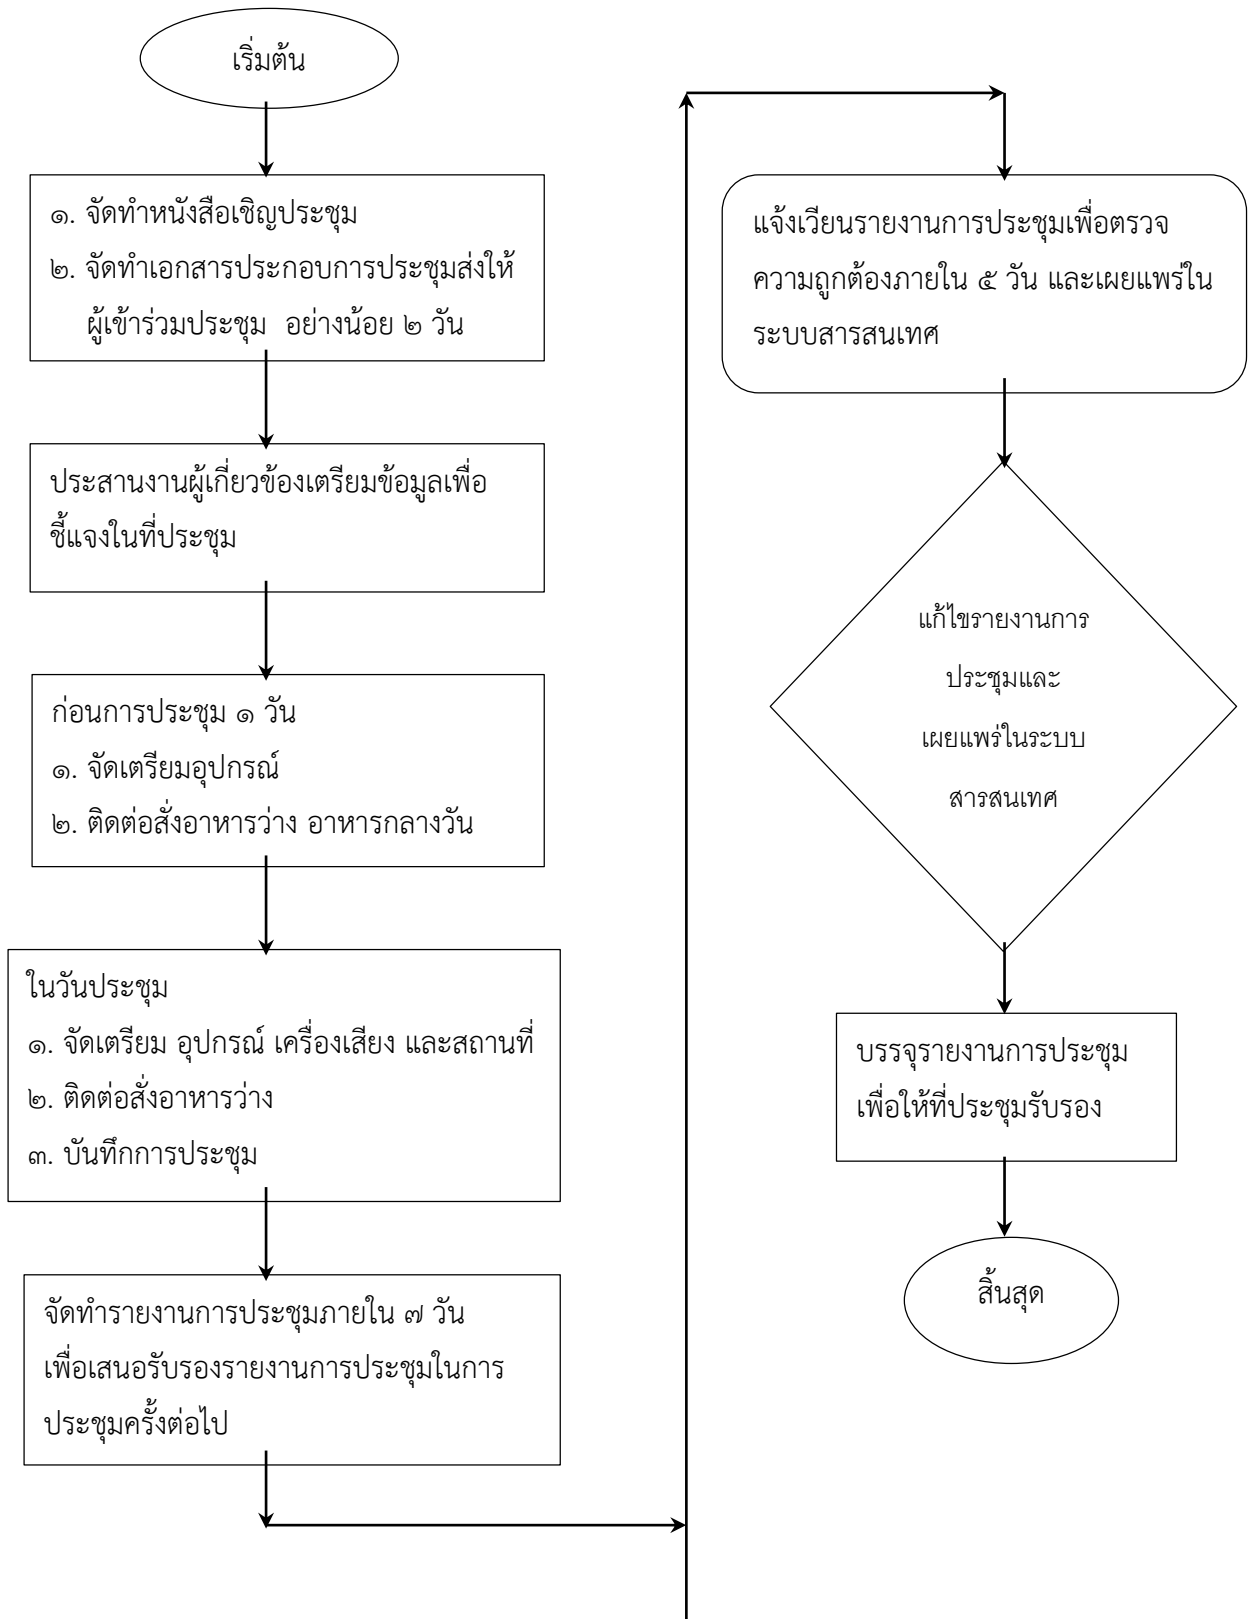 เริ่มต้น
๑. จัดทำหนังสือเชิญประชุม
๒. จัดทำเอกสารประกอบการประชุมส่งให้
ผู้เข้าร่วมประชุม อย่างน้อย ๒ วัน
ประสานงานผู้เกี่ยวข้องเตรียมข้อมูลเพื่อ
ชี้แจงในที่ประชุม
ก่อนการประชุม ๑ วัน
๑. จัดเตรียมอุปกรณ์
๒. ติดต่อสั่งอาหารว่าง อาหารกลางวัน
ในวันประชุม
๑. จัดเตรียม อุปกรณ์ เครื่องเสียง และสถานที่
๒. ติดต่อสั่งอาหารว่าง
๓. บันทึกการประชุม
จัดทำรายงานการประชุมภายใน ๗ วัน
เพื่อเสนอรับรองรายงานการประชุมในการ
ประชุมครั้งต่อไป
แจ้งเวียนรายงานการประชุมเพื่อตรวจ
ความถูกต้องภายใน ๕ วัน และเผยแพร่ใน
ระบบสารสนเทศ
แก้ไขรายงานการ
ประชุมและ
เผยแพร่ในระบบ
สารสนเทศ
บรรจุรายงานการประชุม
เพื่อให้ที่ประชุมรับรอง
สิ้นสุด